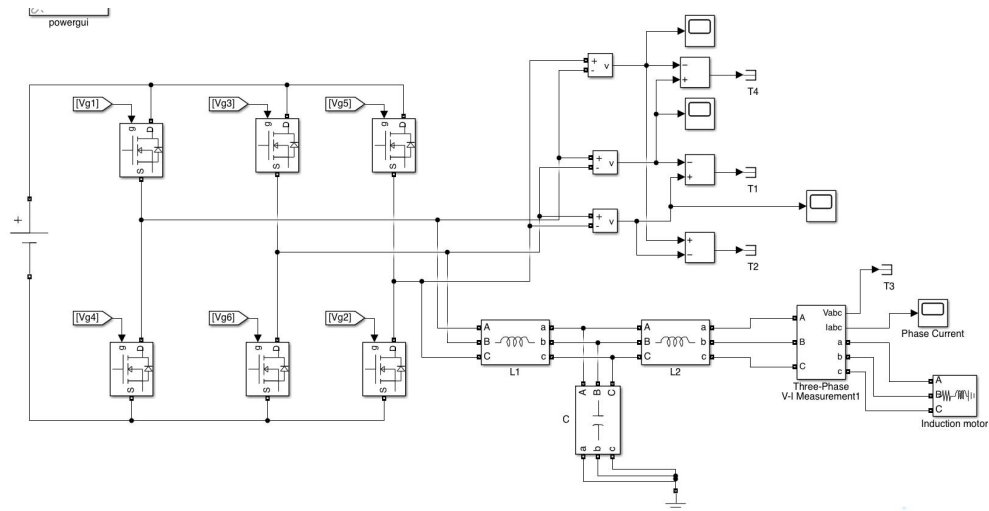 powergui
[Vg1]
g
D
S
[Vg3]
g
D
S
[Vg5]
g
D
S
+
+
-
v
+
-
v
+
-
v
−
+
T4
−
+
T1
+
−
T2
[Vg4]
g
D
S
[Vg6]
g
D
S
[Vg2]
g
D
S
A
B
C
a
b
c
L1
A
B
C
a
b
c
L2
A
B
C
a
b
c
C
A
B
C
Vabc
Iabc
a
b
c
Three-Phase
V-I Measurement1
T3
Phase Current
A
B
C
Induction motor